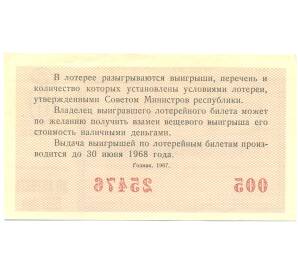 В лотерее разыгрываются выигрыши, перечень и
количество которых установлены условиями лотереи,
утвержденными Советом Министров республики.
Владелец выигравшего лотерейного билета может
по желанию получить взамен вещевого выигрыша его
стоимость наличными деньгами.
Выдача выигрышей по лотерейным билетам произ-
водится до 30 июня 1968 года.
Гознак. 1967.
005 25476